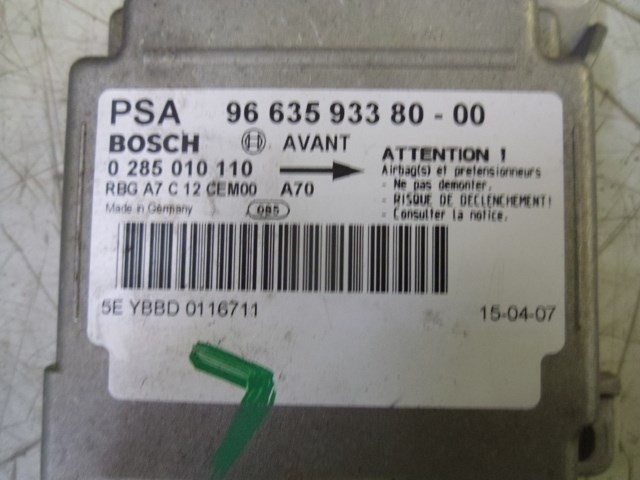 PSA 96 635 933 80 - 00
BOSCH AVANT
0 285 010 110
RBG A7 C 12 CEM00 A70
Made in Germany 085
ATTENTION !
Airbag(s) et pretensionneurs
- Ne pas demonter.
- RISQUE DE DECLENCHEMENT!
- Consulter la notice.
5E YBBD 0116711
15-04-07